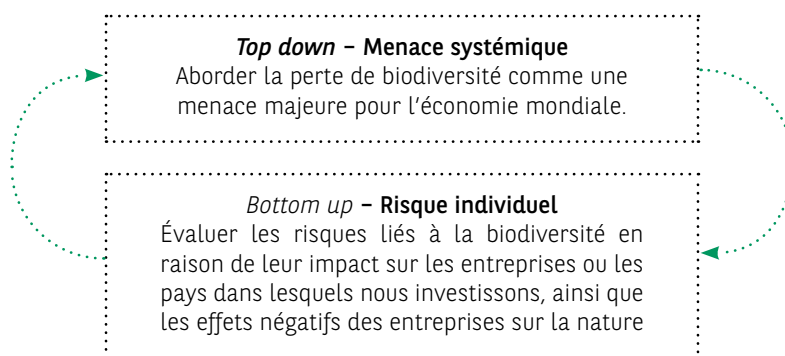 Top down – Menace systémique
Aborder la perte de biodiversité comme une
menace majeure pour l'économie mondiale.
Bottom up – Risque individuel
Évaluer les risques liés à la biodiversité en
raison de leur impact sur les entreprises ou les
pays dans lesquels nous investissons, ainsi que
les effets négatifs des entreprises sur la nature